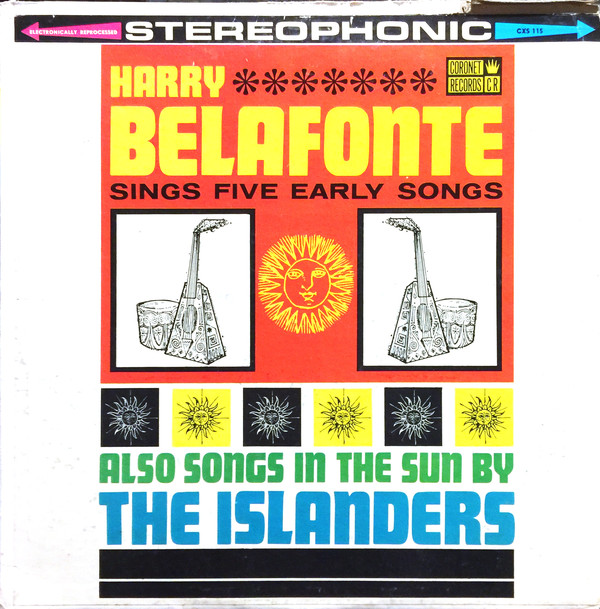 ELECTRONICALLY REPROCESSED
STEREOPHONIC
CXS 115
HARRY
CORONET
RECORDS CR
BELAFONTE
SINGS FIVE EARLY SONGS
ALSO SONGS IN THE SUN BY
THE ISLANDERS